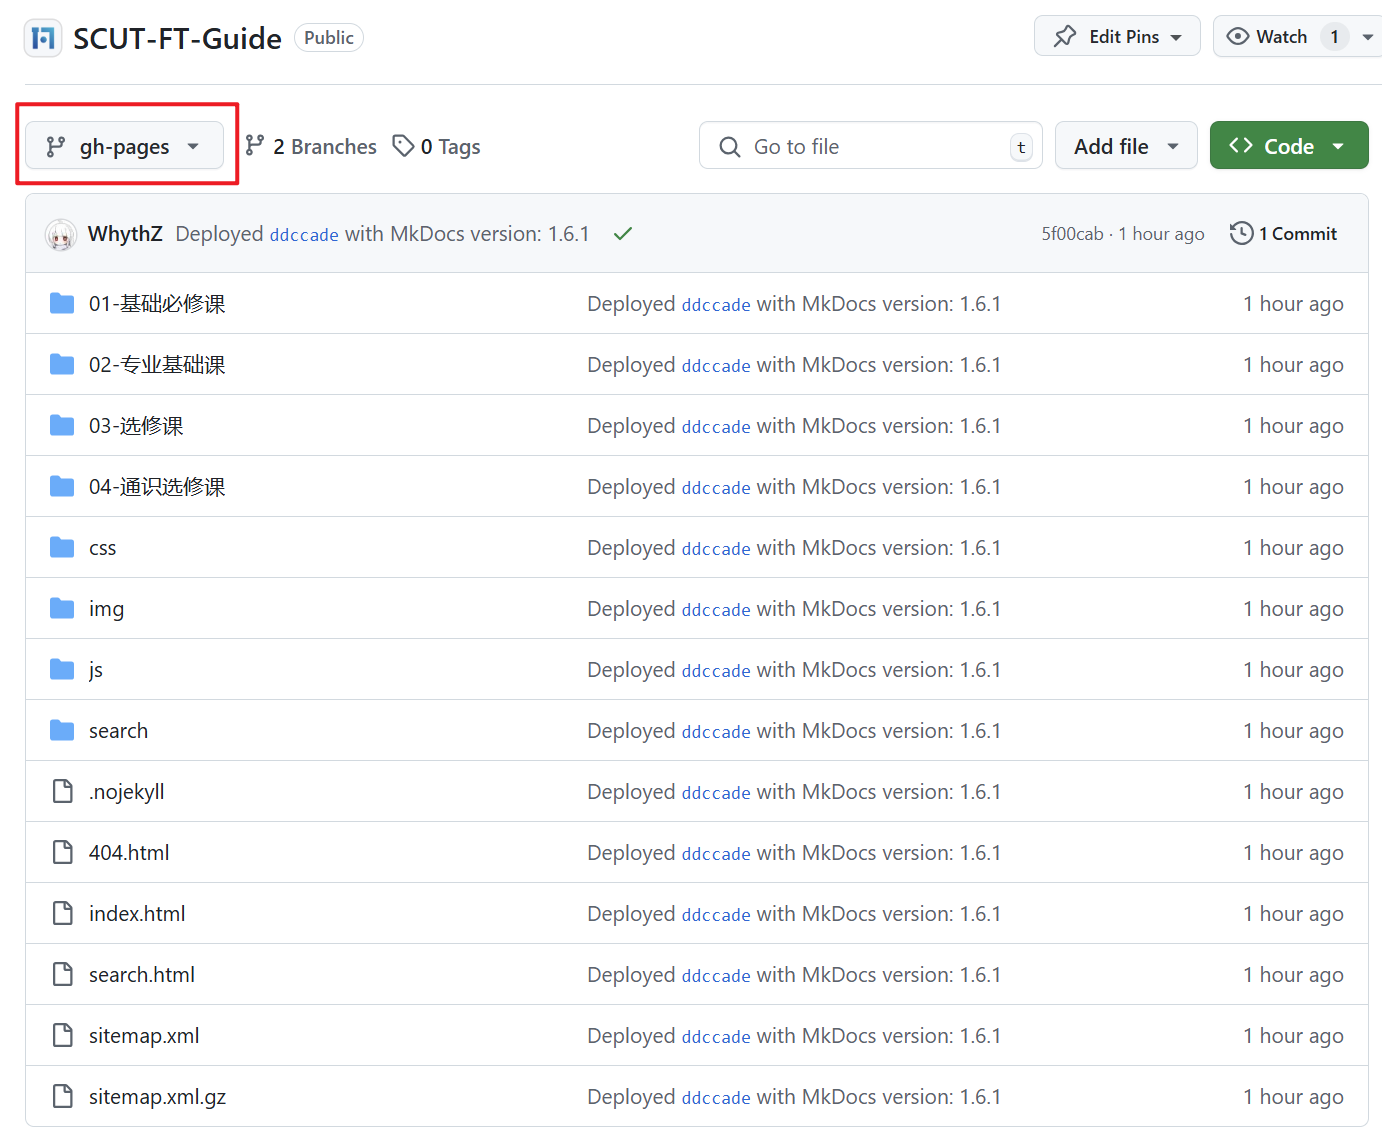 SCUT-FT-Guide Public Edit Pins Watch 1
gh-pages 2 Branches 0 Tags Go to file t Add file Code
WhythZ Deployed ddccade with MkDocs version: 1.6.1 5f00cab · 1 hour ago 1 Commit
01-基础必修课 Deployed ddccade with MkDocs version: 1.6.1 1 hour ago
02-专业基础课 Deployed ddccade with MkDocs version: 1.6.1 1 hour ago
03-选修课 Deployed ddccade with MkDocs version: 1.6.1 1 hour ago
04-通识选修课 Deployed ddccade with MkDocs version: 1.6.1 1 hour ago
css Deployed ddccade with MkDocs version: 1.6.1 1 hour ago
img Deployed ddccade with MkDocs version: 1.6.1 1 hour ago
js Deployed ddccade with MkDocs version: 1.6.1 1 hour ago
search Deployed ddccade with MkDocs version: 1.6.1 1 hour ago
.nojekyll Deployed ddccade with MkDocs version: 1.6.1 1 hour ago
404.html Deployed ddccade with MkDocs version: 1.6.1 1 hour ago
index.html Deployed ddccade with MkDocs version: 1.6.1 1 hour ago
search.html Deployed ddccade with MkDocs version: 1.6.1 1 hour ago
sitemap.xml Deployed ddccade with MkDocs version: 1.6.1 1 hour ago
sitemap.xml.gz Deployed ddccade with MkDocs version: 1.6.1 1 hour ago